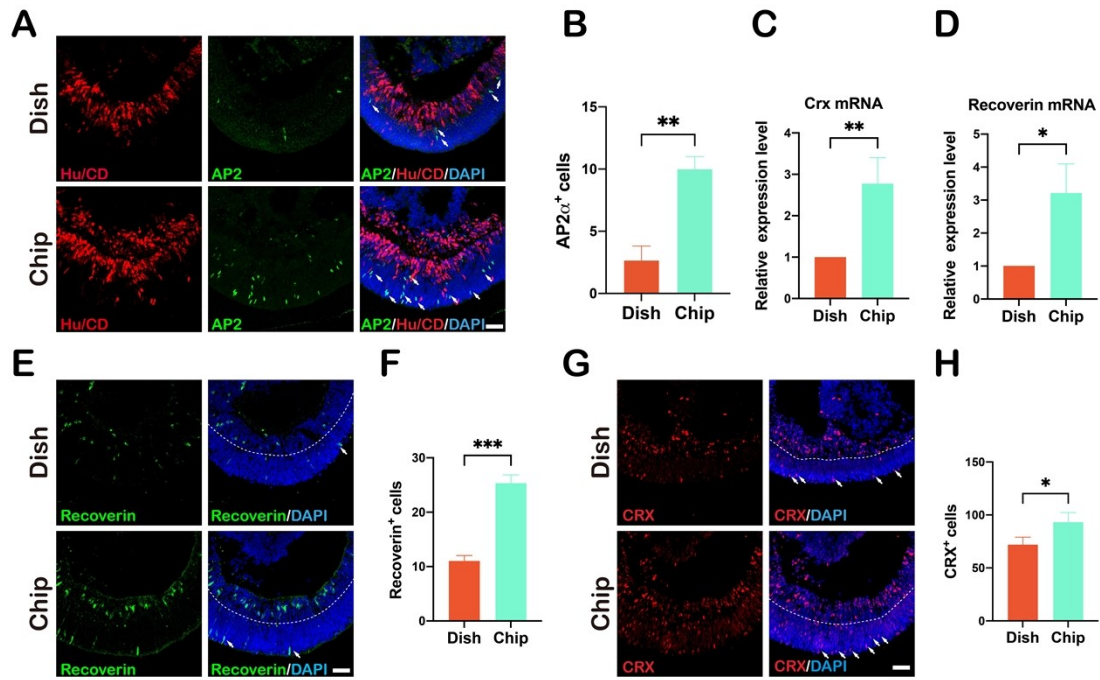 A
Dish
Hu/CD
AP2
AP2/Hu/CD/DAPI
Chip
Hu/CD
AP2
AP2/Hu/CD/DAPI
B
AP2α+ cells
15
10
5
0
**
Dish Chip
C
Crx mRNA
Relative expression level
4
3
2
1
0
**
Dish Chip
D
Recoverin mRNA
Relative expression level
5
4
3
2
1
0
*
Dish Chip
E
Dish
Recoverin
Recoverin/DAPI
Chip
Recoverin
Recoverin/DAPI
F
Recoverin+ cells
30
20
10
0
***
Dish Chip
G
Dish
CRX
CRX/DAPI
Chip
CRX
CRX/DAPI
H
CRX+ cells
150
100
50
0
*
Dish Chip